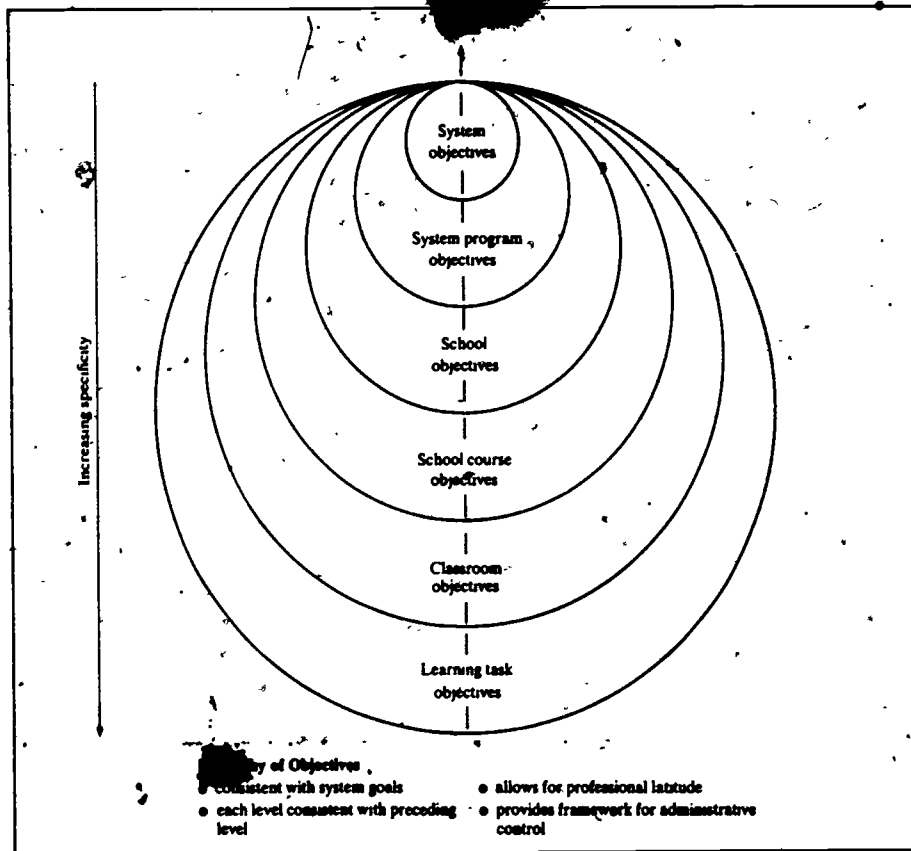 System
objectives
System program
objectives
School
objectives
School course
objectives
Classroom
objectives
Learning task
objectives
Increasing specificity
of Objectives
consistent with system goals
each level consistent with preceding
level
allows for professional latitude
provides framework for administrative
control